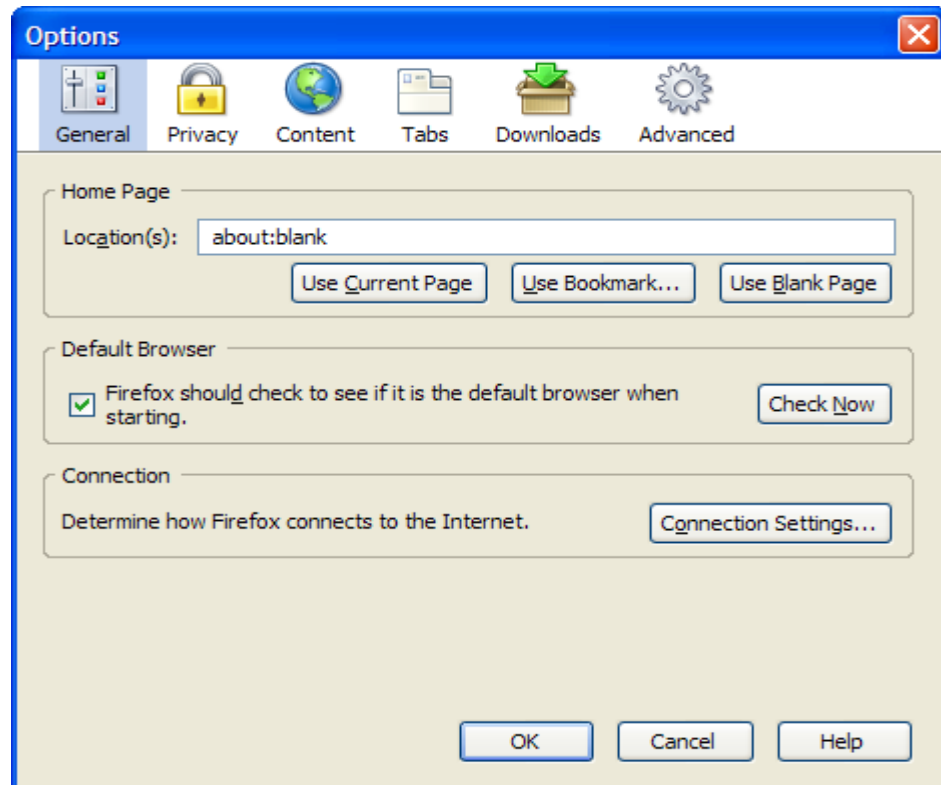 Options
General Privacy Content Tabs Downloads Advanced
Home Page
Location(s): about:blank
Use Current Page Use Bookmark... Use Blank Page
Default Browser
Firefox should check to see if it is the default browser when
starting.
Check Now
Connection
Determine how Firefox connects to the Internet. Connection Settings...
OK Cancel Help